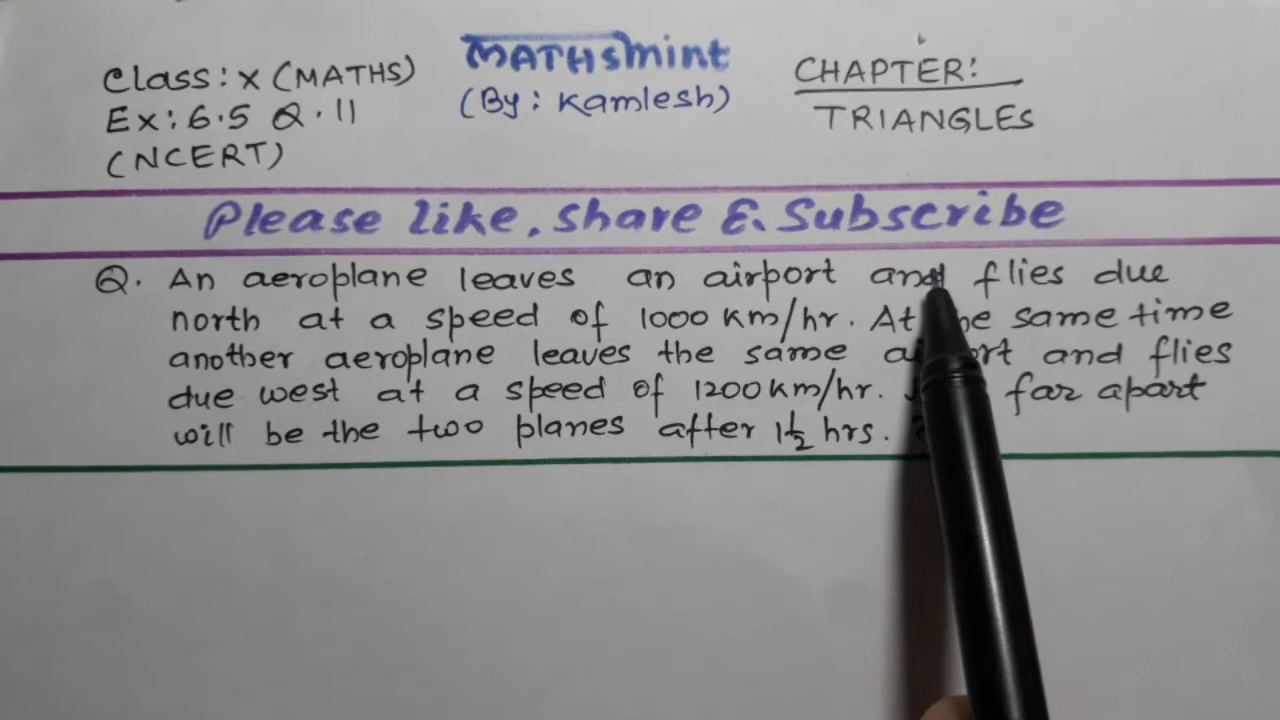 Class: X (MATHS)
Ex: 6.5 Q.11
(NCERT)
MATHSMint
(By: Kamlesh)
CHAPTER:
TRIANGLES
Please like, share & Subscribe
Q. An aeroplane leaves an airport and flies due
north at a speed of 1000 Km/hr. At same time
another aeroplane leaves the same and flies
due west at a speed of 1200 Km/hr. far apart
will be the two planes after 1 1/2 hrs.